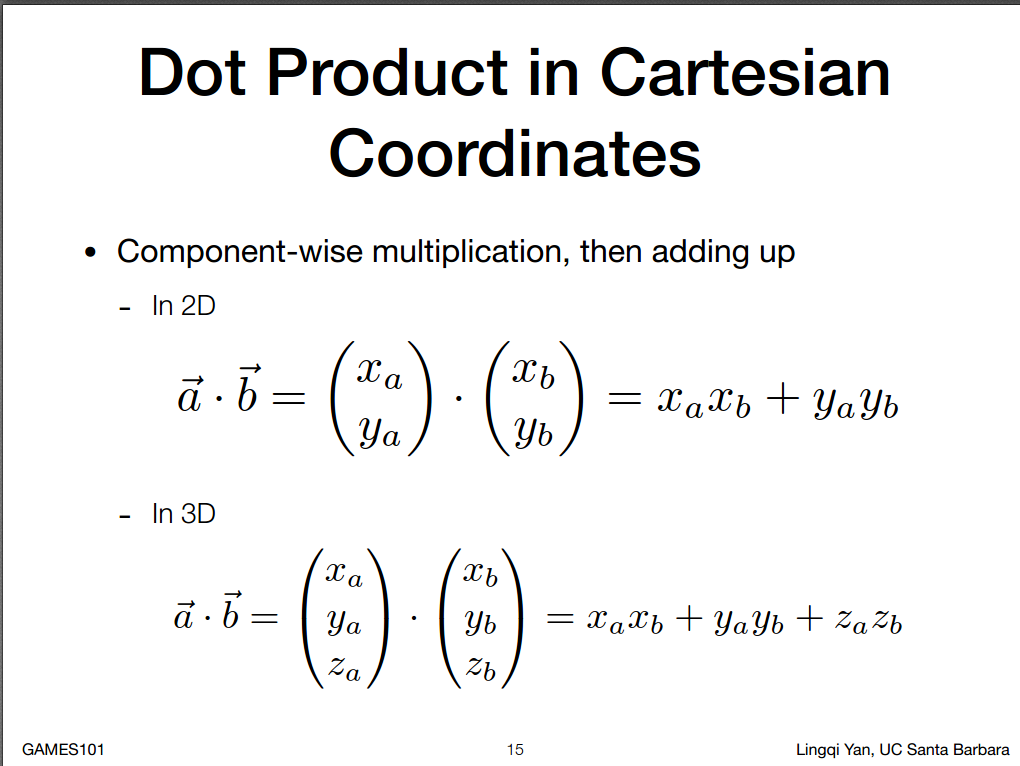 Dot Product in Cartesian
Coordinates
• Component-wise multiplication, then adding up
- In 2D
$\vec{a} \cdot \vec{b} = \begin{pmatrix} x_a \\ y_a \end{pmatrix} \cdot \begin{pmatrix} x_b \\ y_b \end{pmatrix} = x_a x_b + y_a y_b$
- In 3D
$\vec{a} \cdot \vec{b} = \begin{pmatrix} x_a \\ y_a \\ z_a \end{pmatrix} \cdot \begin{pmatrix} x_b \\ y_b \\ z_b \end{pmatrix} = x_a x_b + y_a y_b + z_a z_b$
GAMES101
15
Lingqi Yan, UC Santa Barbara